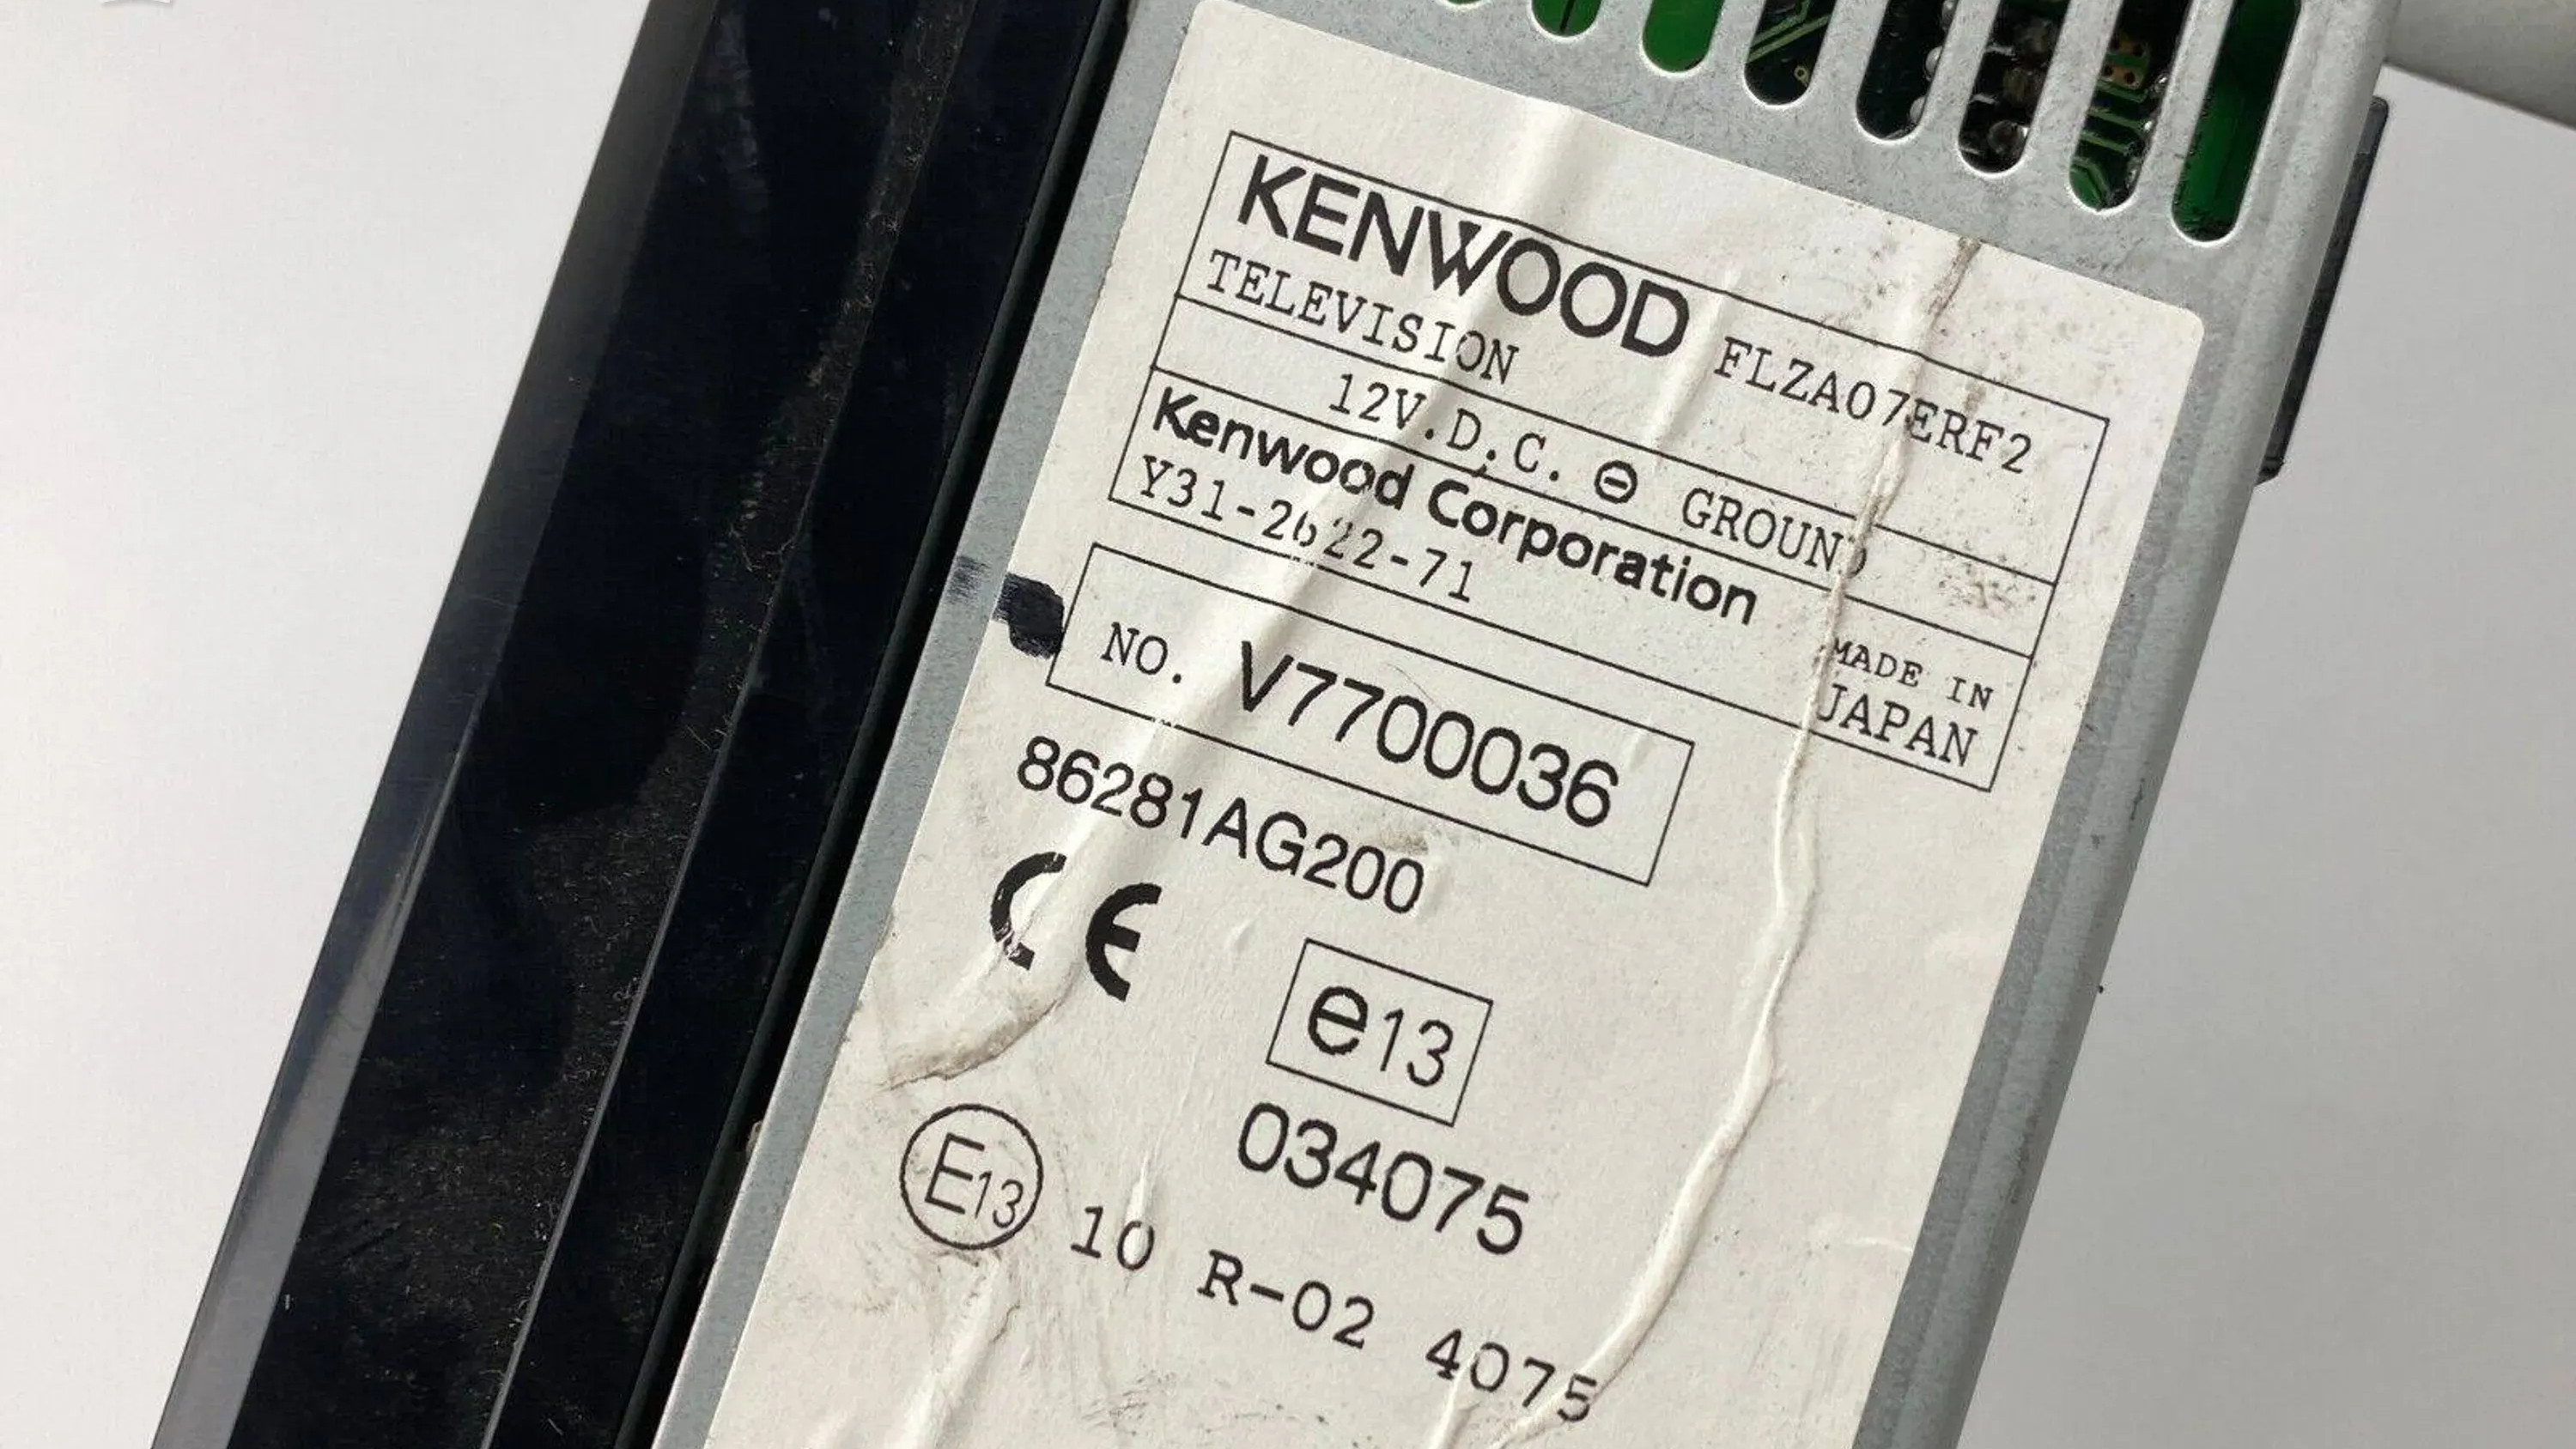 KENWOOD FLZA07ERF2
TELEVISION
12V.D.C. ⊖ GROUND
Kenwood Corporation
Y31-2622-71
MADE IN
JAPAN
NO. V7700036
86281AG200
CE
e13
034075
E13 10 R-02 4075